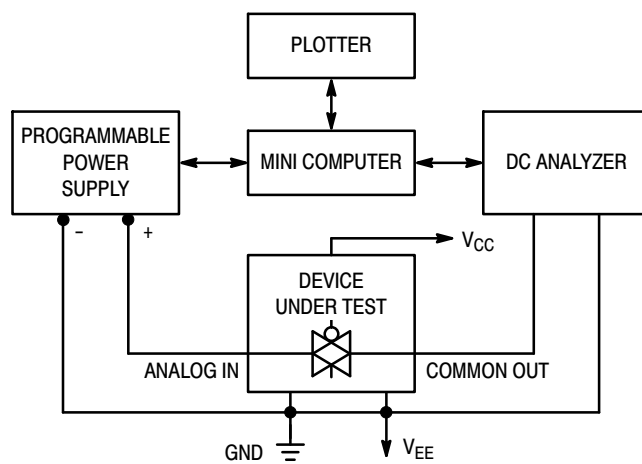 PLOTTER
PROGRAMMABLE
POWER
SUPPLY
MINI COMPUTER
DC ANALYZER
– +
VCC
DEVICE
UNDER TEST
ANALOG IN
COMMON OUT
GND
VEE